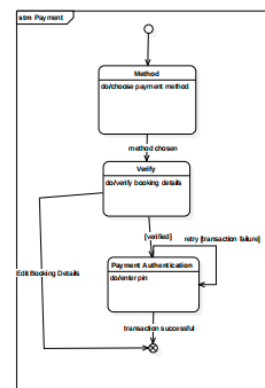 stm Payment
Method
do/choose payment method
method chosen
Verify
do/verify booking details
[verified]
retry [transaction failure]
Payment Authentication
Edit Booking Details
do/enter pin
transaction successful